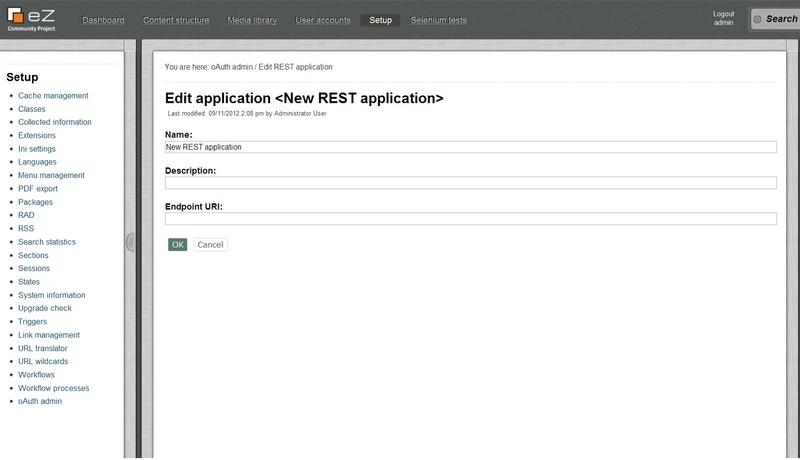 eZ
Community Project
Dashboard
Content structure
Media library
User accounts
Setup
Selenium tests
Logout
admin
Search
Setup
Cache management
Classes
Collected information
Extensions
Ini settings
Languages
Menu management
PDF export
Packages
RAD
RSS
Search statistics
Sections
Sessions
States
System information
Upgrade check
Triggers
Link management
URL translator
URL wildcards
Workflows
Workflow processes
oAuth admin
You are here: oAuth admin / Edit REST application
Edit application <New REST application>
Last modified: 09/11/2012 2:08 pm by Administrator User
Name:
New REST application
Description:
Endpoint URI:
OK
Cancel